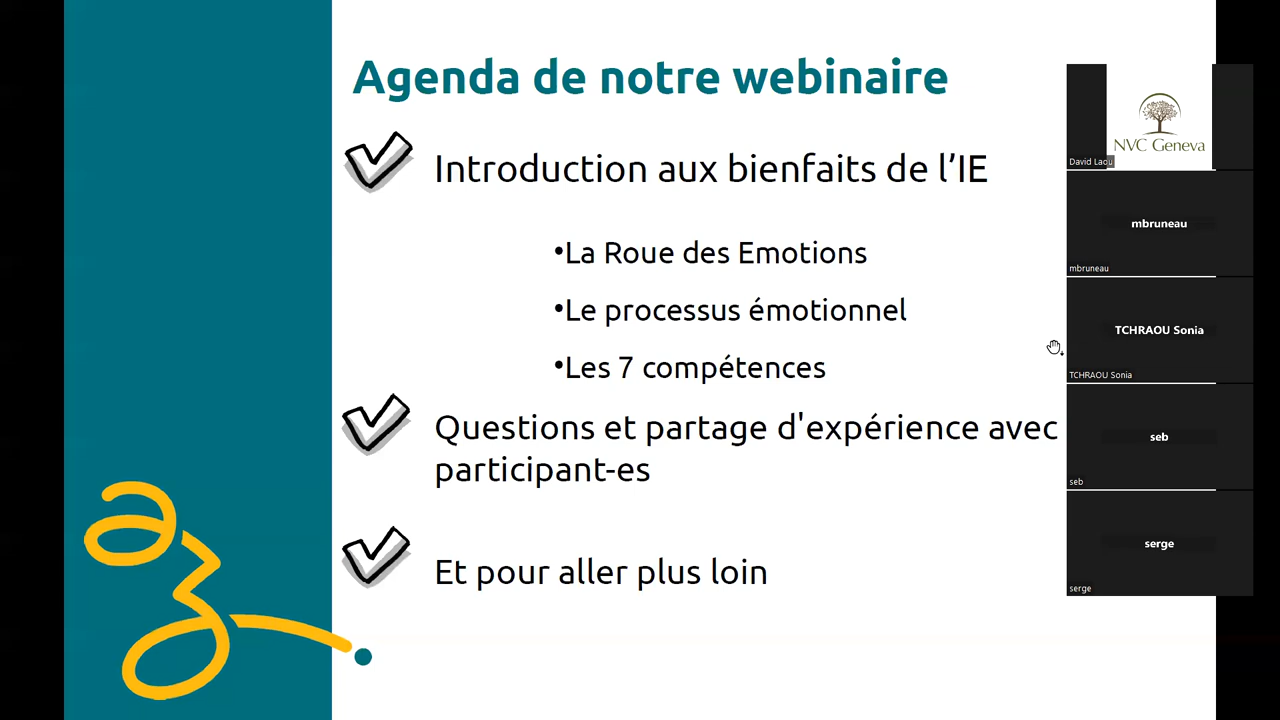 Agenda de notre webinaire
Introduction aux bienfaits de l’IE
•La Roue des Emotions
•Le processus émotionnel
•Les 7 compétences
Questions et partage d'expérience avec
participant-es
Et pour aller plus loin
NVC Geneva
David Laou
mbruneau
mbruneau
TCHRAOU Sonia
TCHRAOU Sonia
seb
seb
serge
serge